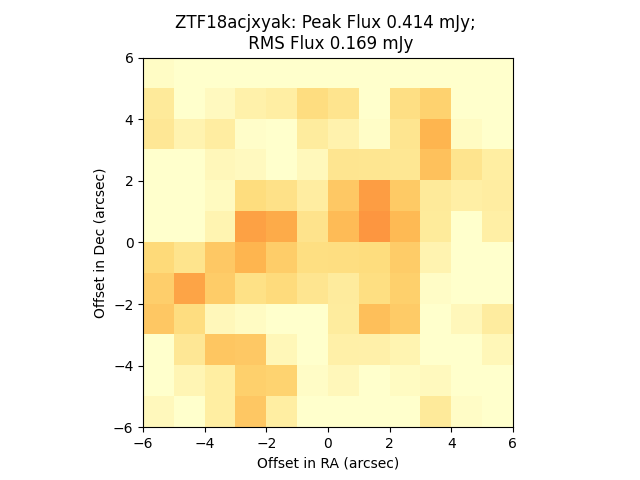 ZTF18acjxyak: Peak Flux 0.414 mJy;
RMS Flux 0.169 mJy
6
4
2
0
−2
−4
−6
Offset in Dec (arcsec)
−6 −4 −2 0 2 4 6
Offset in RA (arcsec)